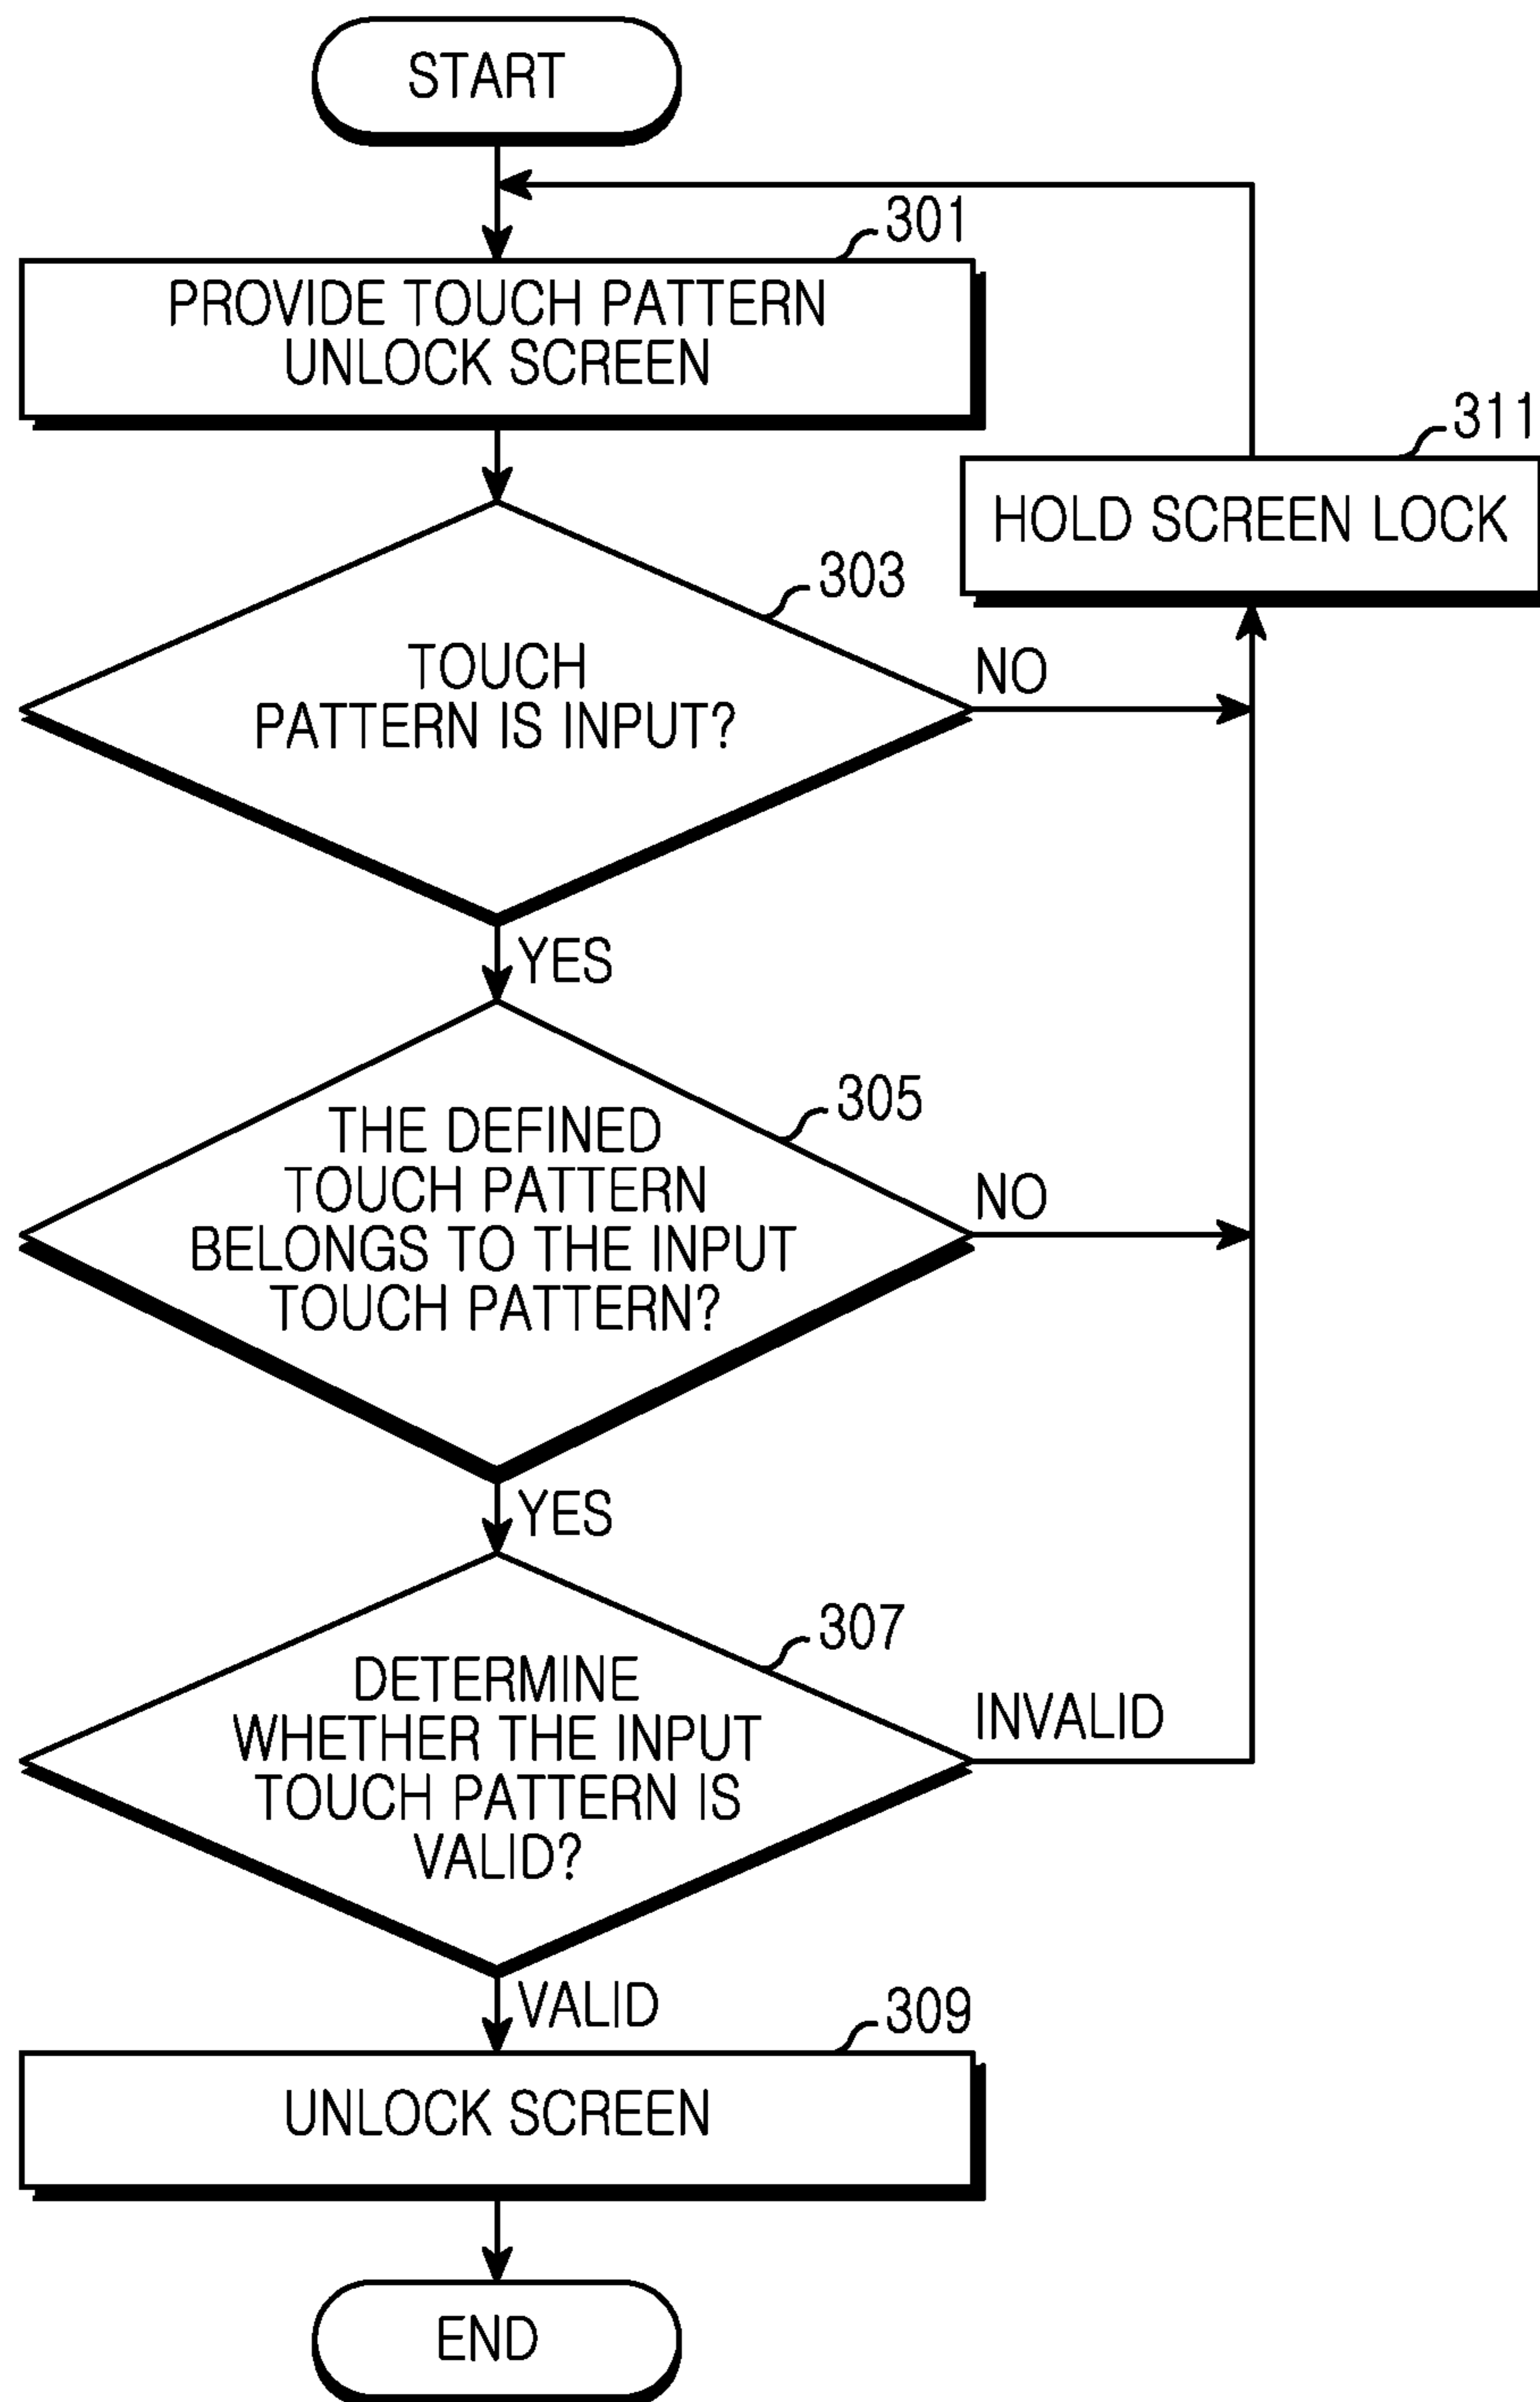 START
301
PROVIDE TOUCH PATTERN
UNLOCK SCREEN
311
HOLD SCREEN LOCK
303
TOUCH
PATTERN IS INPUT?
NO
YES
305
THE DEFINED
TOUCH PATTERN
BELONGS TO THE INPUT
TOUCH PATTERN?
NO
YES
307
DETERMINE
WHETHER THE INPUT
TOUCH PATTERN IS
VALID?
INVALID
VALID
309
UNLOCK SCREEN
END